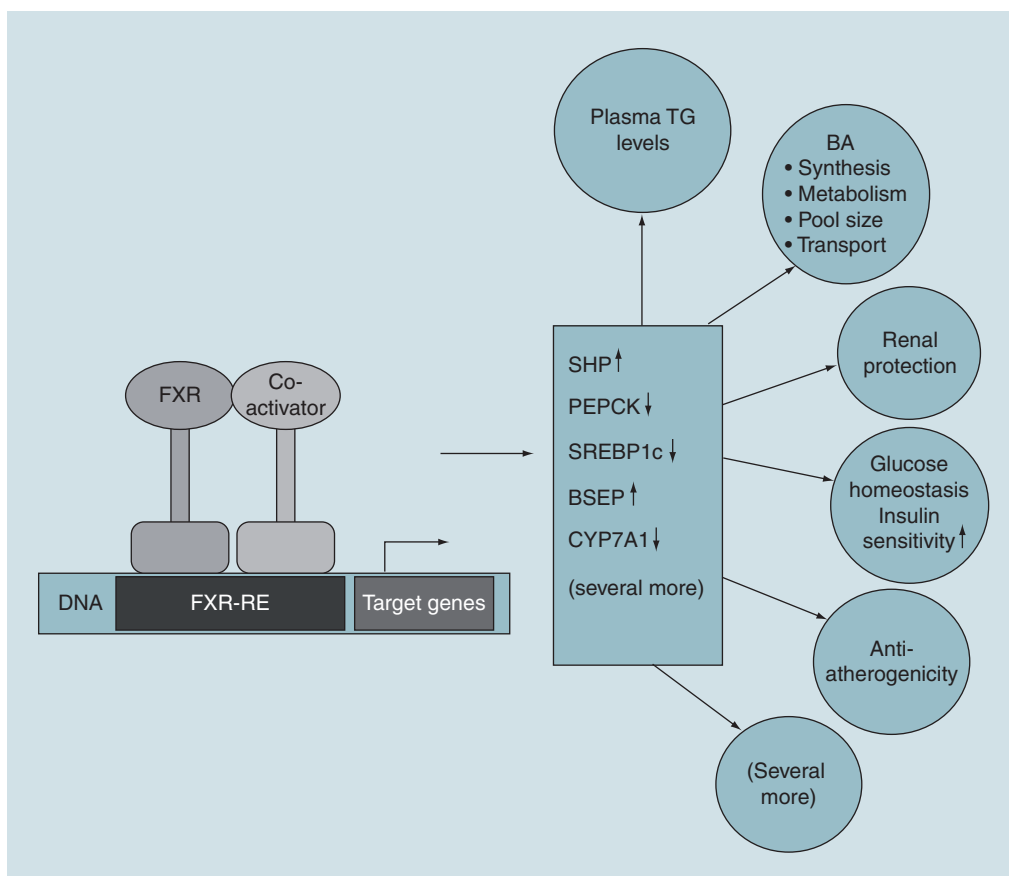 Plasma TG
levels
BA
• Synthesis
• Metabolism
• Pool size
• Transport
Renal
protection
Glucose
homeostasis
Insulin
sensitivity↑
Anti-
atherogenicity
(Several
more)
SHP↑
PEPCK↓
SREBP1c↓
BSEP↑
CYP7A1↓
(several more)
FXR
Co-
activator
DNA
FXR-RE
Target genes